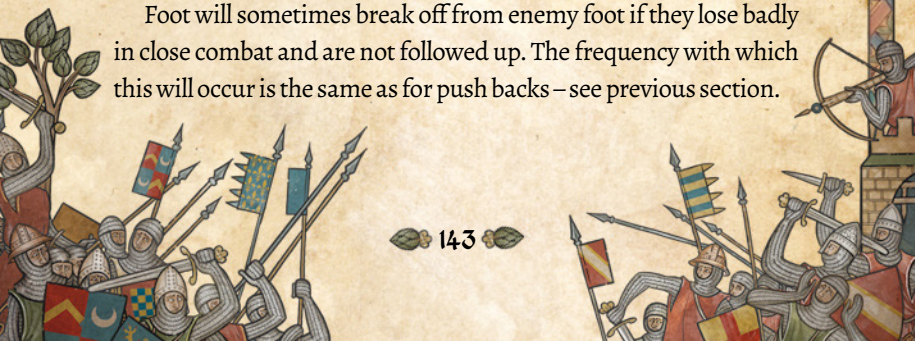 Foot will sometimes break off from enemy foot if they lose badly
in close combat and are not followed up. The frequency with which
this will occur is the same as for push backs – see previous section.
143